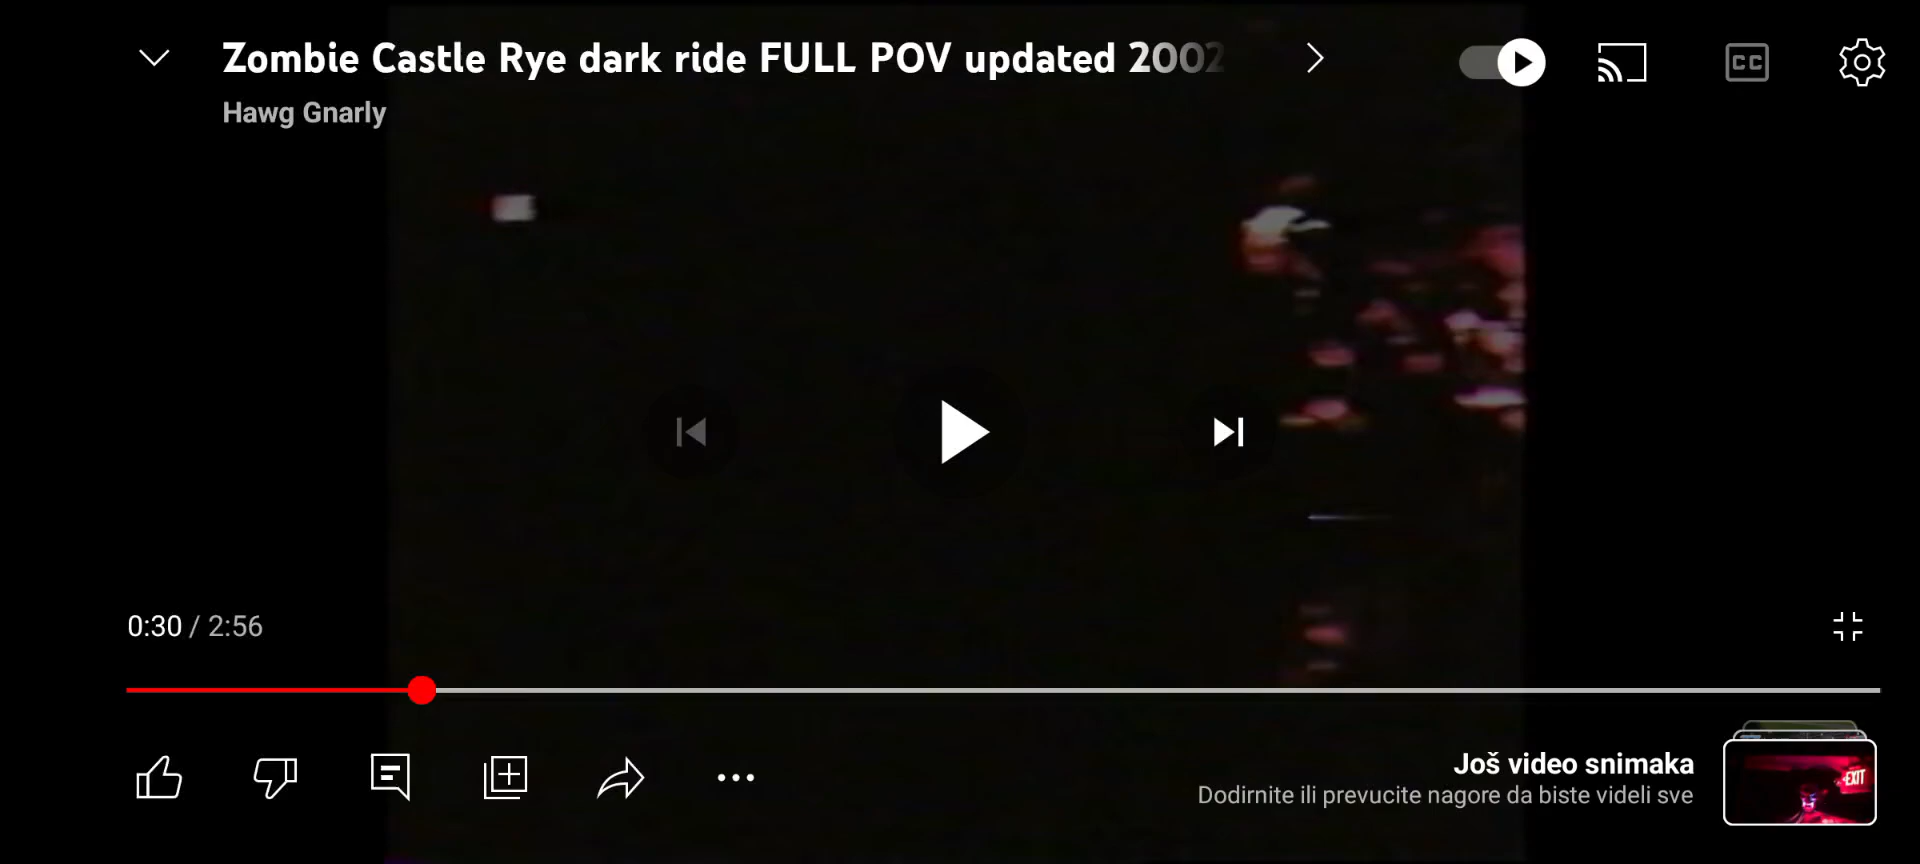 Zombie Castle Rye dark ride FULL POV updated 2002
Hawg Gnarly
CC
0:30 / 2:56
Još video snimaka
Dodirnite ili prevucite nagore da biste videli sve
EXIT